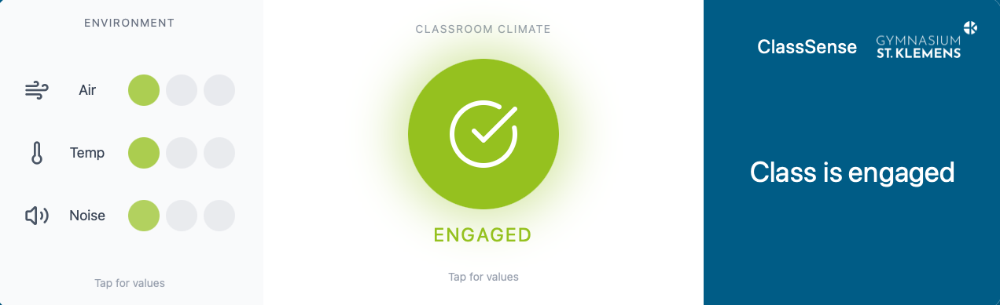 ENVIRONMENT
Air
Temp
Noise
Tap for values
CLASSROOM CLIMATE
ENGAGED
Tap for values
ClassSense
GYMNASIUM
ST. KLEMENS
Class is engaged